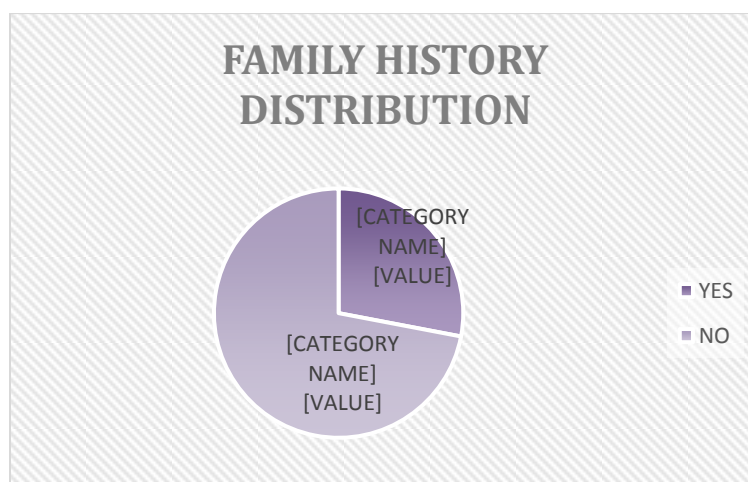 FAMILY HISTORY
DISTRIBUTION
[CATEGORY
NAME]
[VALUE]
[CATEGORY
NAME]
[VALUE]
YES
NO